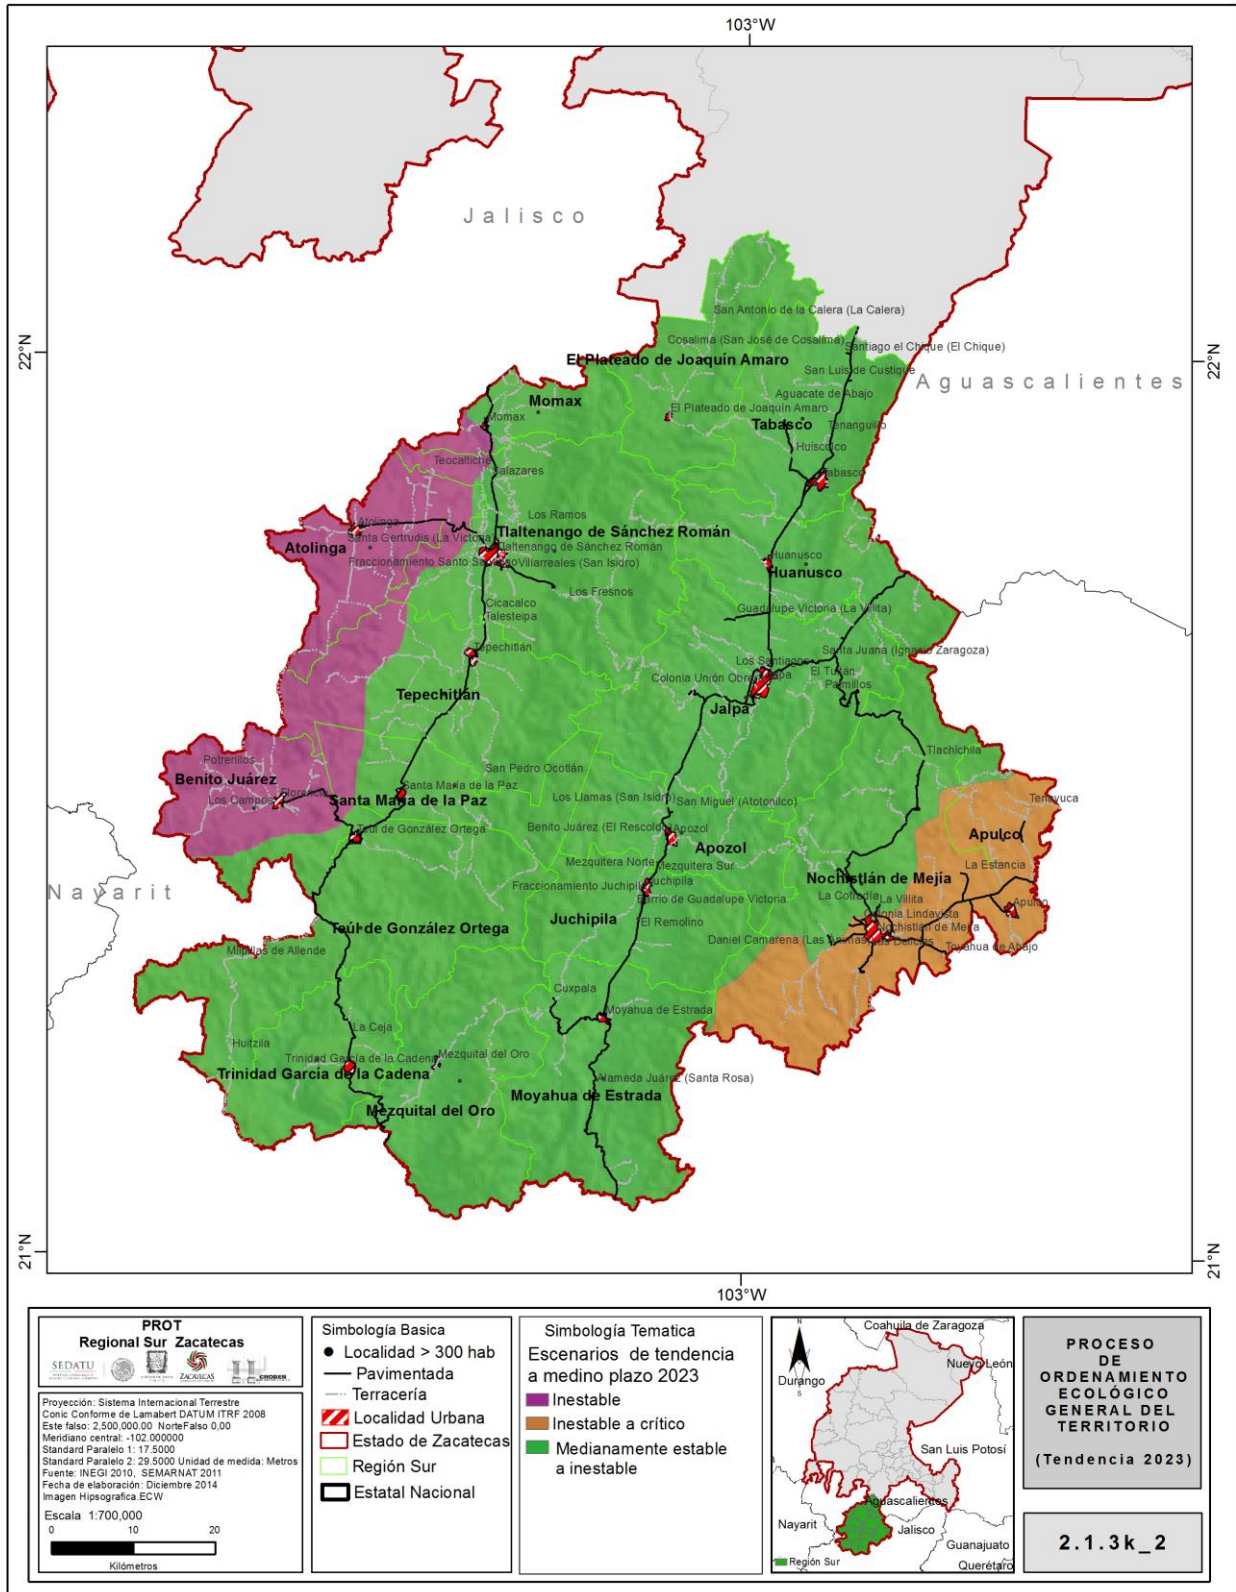 103°W
Jalisco
San Antonio de la Calera (La Calera)
Cosalima (San José de Cosalima)
Santiago el Chique (El Chique)
22°N
22°N
El Plateado de Joaquín Amaro
San Luis de Custique
Aguascalientes
Aguacate de Abajo
Momax
El Plateado de Joaquín Amaro
Momax
Tabasco
Tenanguillo
Huiscolco
Teocaltiche
Salazares
Tabasco
Los Ramos
Atolinga
Tlaltenango de Sánchez Román
Santa Gertrudis (La Victoria)
Atolinga
Tlaltenango de Sánchez Román
Huanusco
Fraccionamiento Santo Santiago
Villarreales (San Isidro)
Huanusco
Los Fresnos
Cicacalco
Talesteipa
Guadalupe Victoria (La Villita)
Tepechitlán
Santa Juana (Ignacio Zaragoza)
Los Santiagos
El Tuitán
Colonia Unión Obrera
Jalpa
Palmillos
Tepechitlán
Jalpa
Tlachichila
Potrerillos
San Pedro Ocotlán
Benito Juárez
Santa María de la Paz
Florencia
Los Campos
Santa María de la Paz
Los Llamas (San Isidro)
San Miguel (Atotonilco)
Tenayuca
Teúl de González Ortega
Benito Juárez (El Rescoldo)
Apozol
Apulco
Apozol
Mezquitera Norte
Mezquitera Sur
La Estancia
Nochistlán de Mejía
Nayarit
Fraccionamiento Juchipila
Juchipila
La Cofradía
La Villita
Barrio de Guadalupe Victoria
Apulco
Colonia Lindavista
Juchipila
El Remolino
Nochistlán de Mejía
Teúl de González Ortega
Daniel Camarena (Las Ánimas)
Las Delicias
Toyahua de Abajo
Milpillas de Allende
Cuxpala
Moyahua de Estrada
La Ceja
Huitzila
Trinidad García de la Cadena
Mezquital del Oro
Trinidad García de la Cadena
Alameda Juárez (Santa Rosa)
Moyahua de Estrada
Mezquital del Oro
21°N
21°N
103°W
PROT
Regional Sur Zacatecas
SEDATU
ZACATECAS
CROSER
Proyección: Sistema Internacional Terrestre
Conic Conforme de Lamabert DATUM ITRF 2008
Este falso: 2,500,000.00 NorteFalso 0,00
Meridiano central: -102.000000
Standard Paralelo 1: 17.5000
Standard Paralelo 2: 29.5000 Unidad de medida: Metros
Fuente: INEGI 2010, SEMARNAT 2011
Fecha de elaboración: Diciembre 2014
Imagen Hipsografica.ECW
Escala 1:700,000
0 10 20
Kilómetros
Simbología Basica
Localidad > 300 hab
Pavimentada
Terracería
Localidad Urbana
Estado de Zacatecas
Región Sur
Estatal Nacional
Simbología Tematica
Escenarios de tendencia
a medino plazo 2023
Inestable
Inestable a crítico
Medianamente estable
a inestable
N
S
Coahuila de Zaragoza
Nuevo León
Durango
San Luis Potosí
Aguascalientes
Nayarit
Jalisco
Guanajuato
Querétaro
Región Sur
PROCESO
DE
ORDENAMIENTO
ECOLÓGICO
GENERAL DEL
TERRITORIO
(Tendencia 2023)
2.1.3k_2